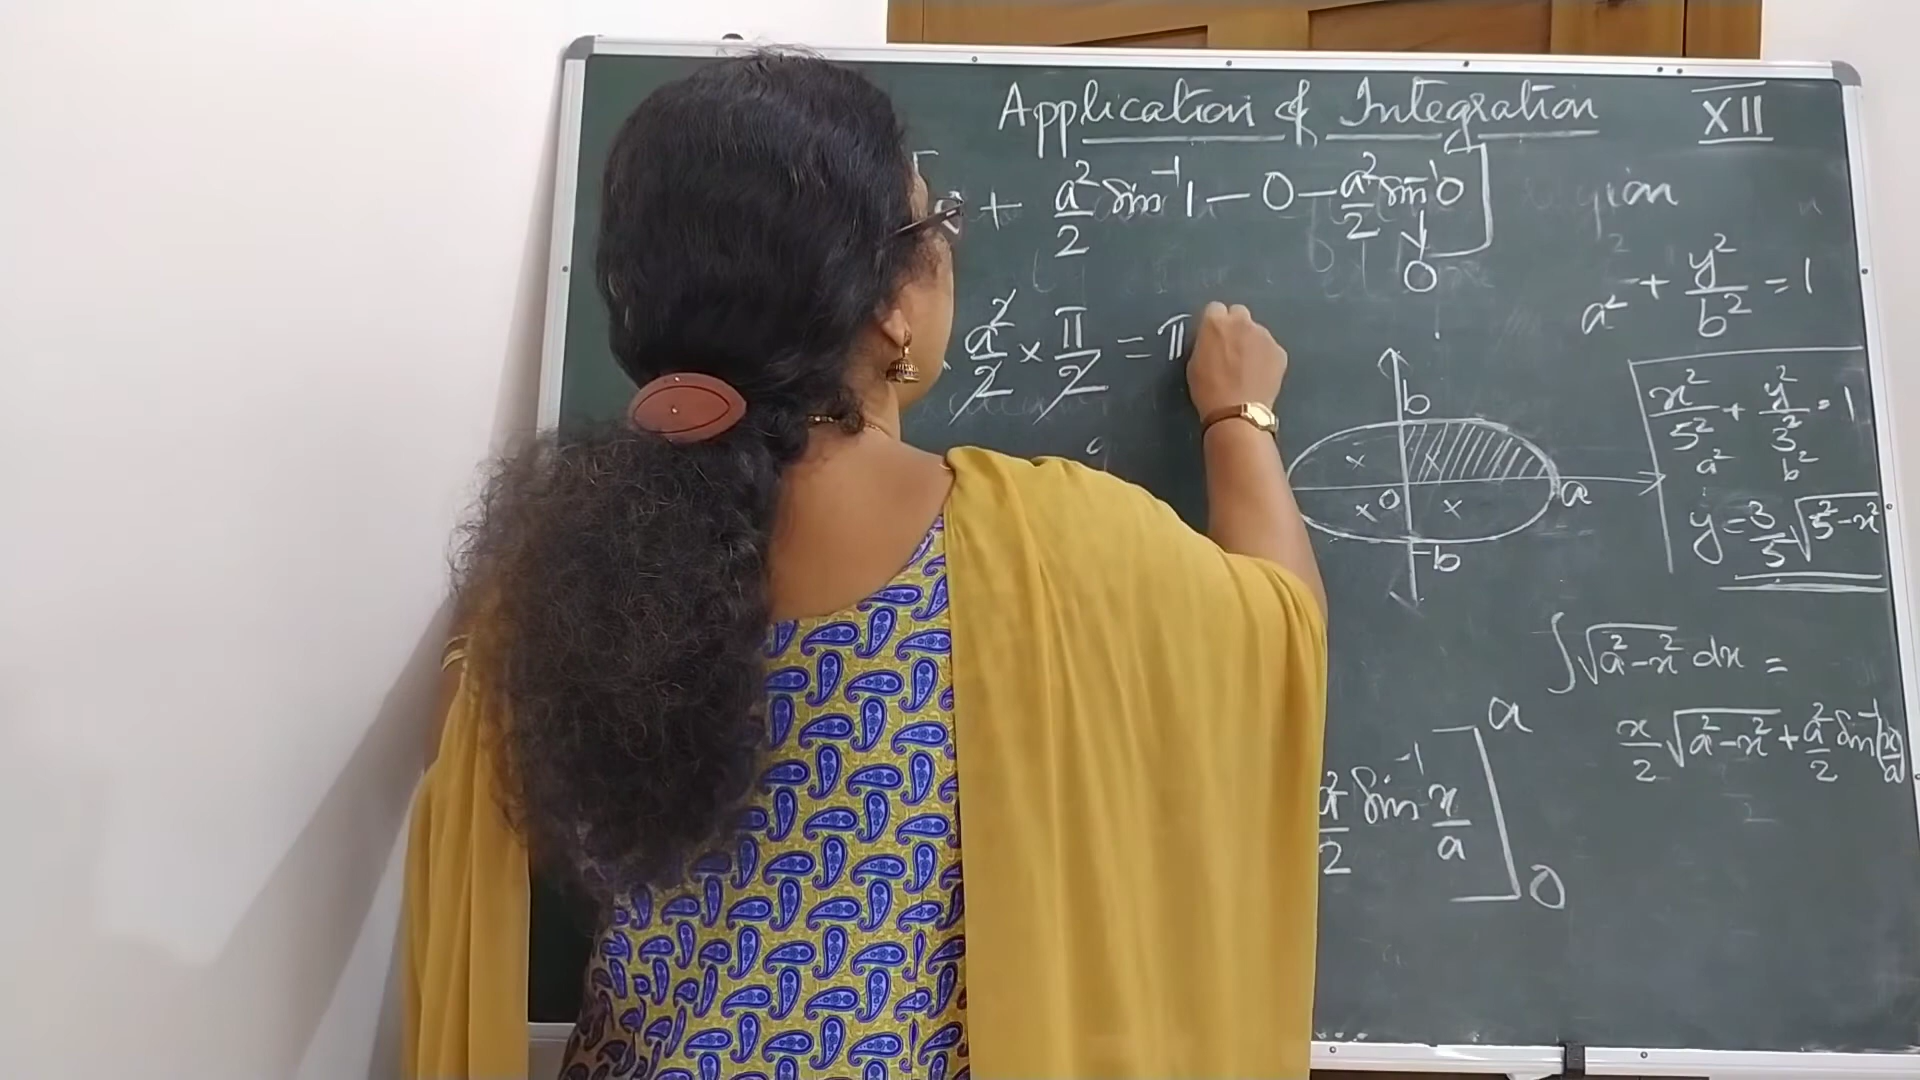 Application of Integration XII
+ a²/2 sin⁻¹1 − 0 − a²/2 sin⁻¹0]
0
a²/2 × π/2 = π
a² + y²/b² = 1
b
a
0
-b
x²/5² + y²/3² = 1
a² b²
y = 3/5 √5²−x²
∫√a²−x² dx =
x/2 √a²−x² + a²/2 sin⁻¹(x/a)
a²/2 sin⁻¹ x/a ]
a
0